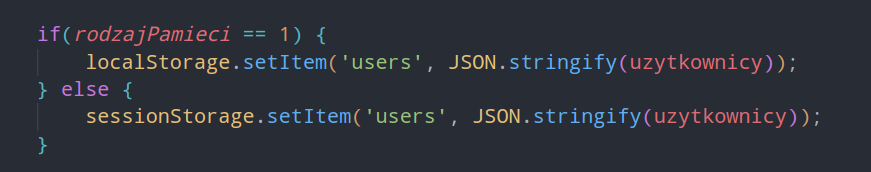 if(rodzajPamieci == 1) {
    localStorage.setItem('users', JSON.stringify(uzytkownicy));
} else {
    sessionStorage.setItem('users', JSON.stringify(uzytkownicy));
}